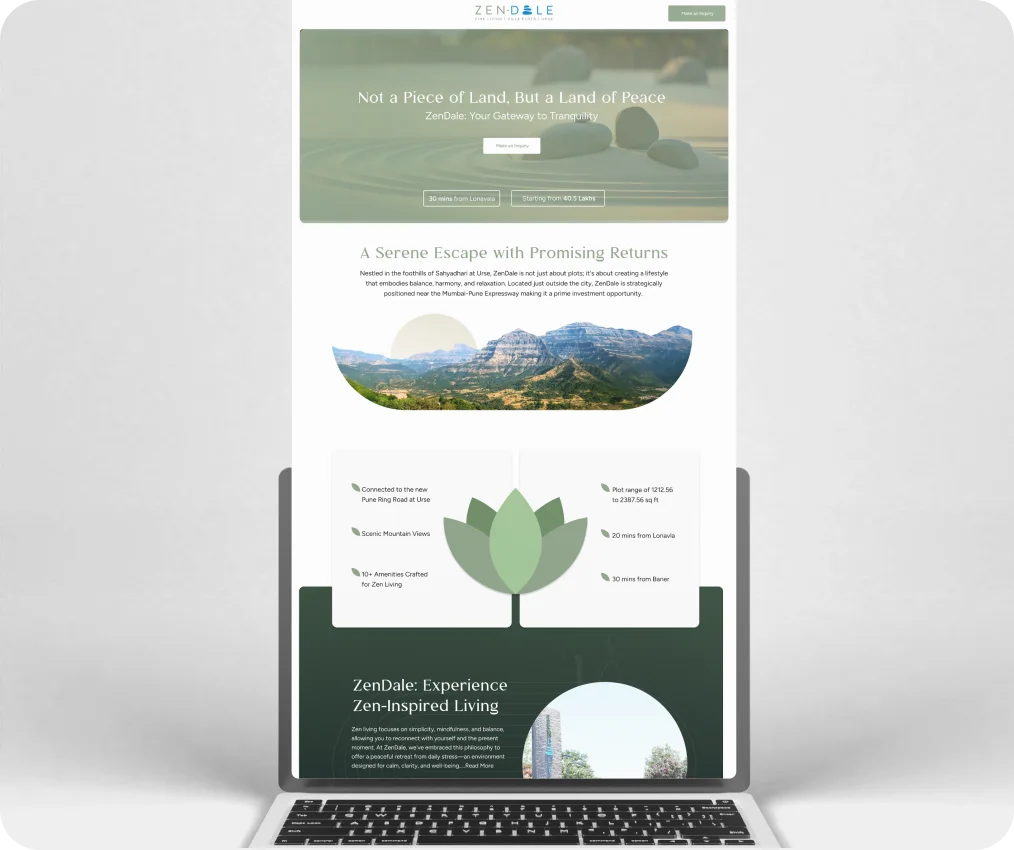 ZEN-DALE
Make an Inquiry
Not a Piece of Land, But a Land of Peace
ZenDale: Your Gateway to Tranquility
Make an Inquiry
30 mins from Lonavala
Starting from 40.5 Lakhs
A Serene Escape with Promising Returns
Nestled in the foothills of Sahyadhari at Urse, ZenDale is not just about plots; it's about creating a lifestyle
that embodies balance, harmony, and relaxation. Located just outside the city, ZenDale is strategically
positioned near the Mumbai-Pune Expressway making it a prime investment opportunity.
Connected to the new
Pune Ring Road at Urse
Scenic Mountain Views
10+ Amenities Crafted
for Zen Living
Plot range of 1212.56
to 2387.56 sq ft
20 mins from Lonavla
30 mins from Baner
ZenDale: Experience
Zen-Inspired Living
Zen living focuses on simplicity, mindfulness, and balance,
allowing you to reconnect with yourself and the present
moment. At ZenDale, we've embraced this philosophy to
offer a peaceful retreat from daily stress—an environment
designed for calm, clarity, and well-being,...Read More